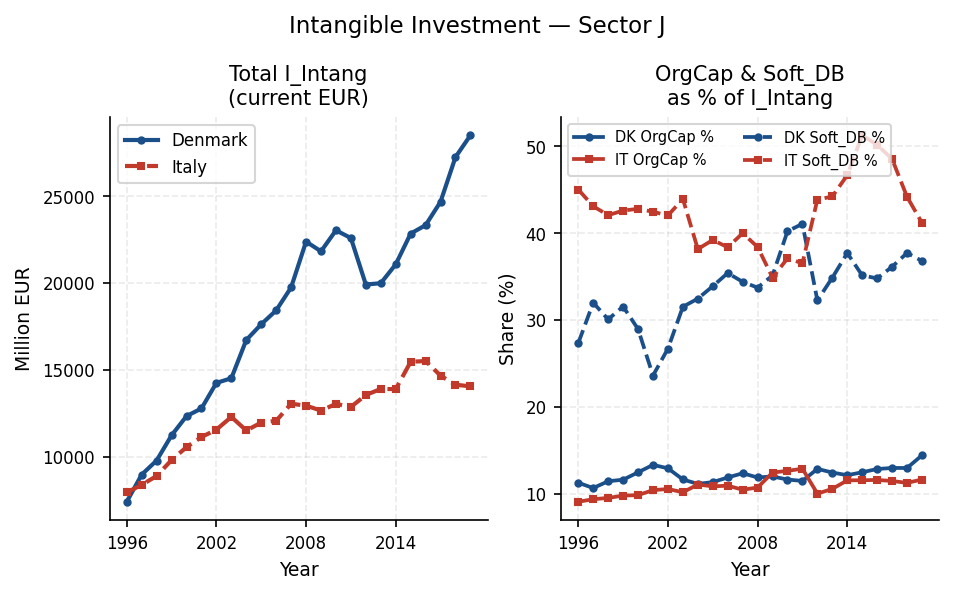 Intangible Investment — Sector J
Total I_Intang
(current EUR)
Denmark
Italy
25000
20000
15000
10000
Million EUR
1996
2002
2008
2014
Year
OrgCap & Soft_DB
as % of I_Intang
DK OrgCap %
IT OrgCap %
DK Soft_DB %
IT Soft_DB %
50
40
30
20
10
Share (%)
1996
2002
2008
2014
Year